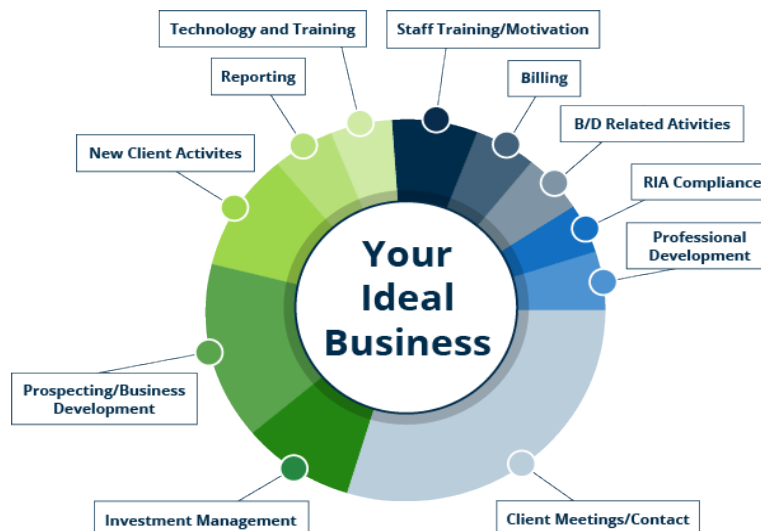 Technology and Training
Staff Training/Motivation
Reporting
Billing
B/D Related Ativities
New Client Activites
RIA Compliance
Professional
Development
Your
Ideal
Business
Prospecting/Business
Development
Investment Management
Client Meetings/Contact